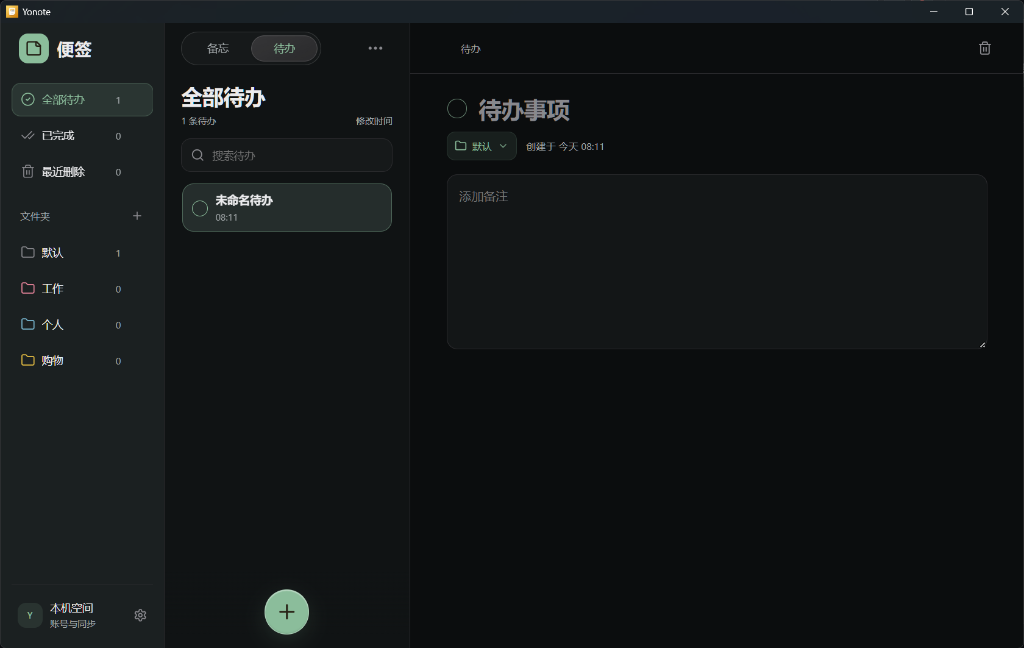 Yonote
便签
全部待办 1
已完成 0
最近删除 0
文件夹
默认 1
工作 0
个人 0
购物 0
Y
本机空间
账号与同步
备忘 待办
全部待办
1 条待办 修改时间
搜索待办
未命名待办
08:11
待办
待办事项
默认 创建于 今天 08:11
添加备注